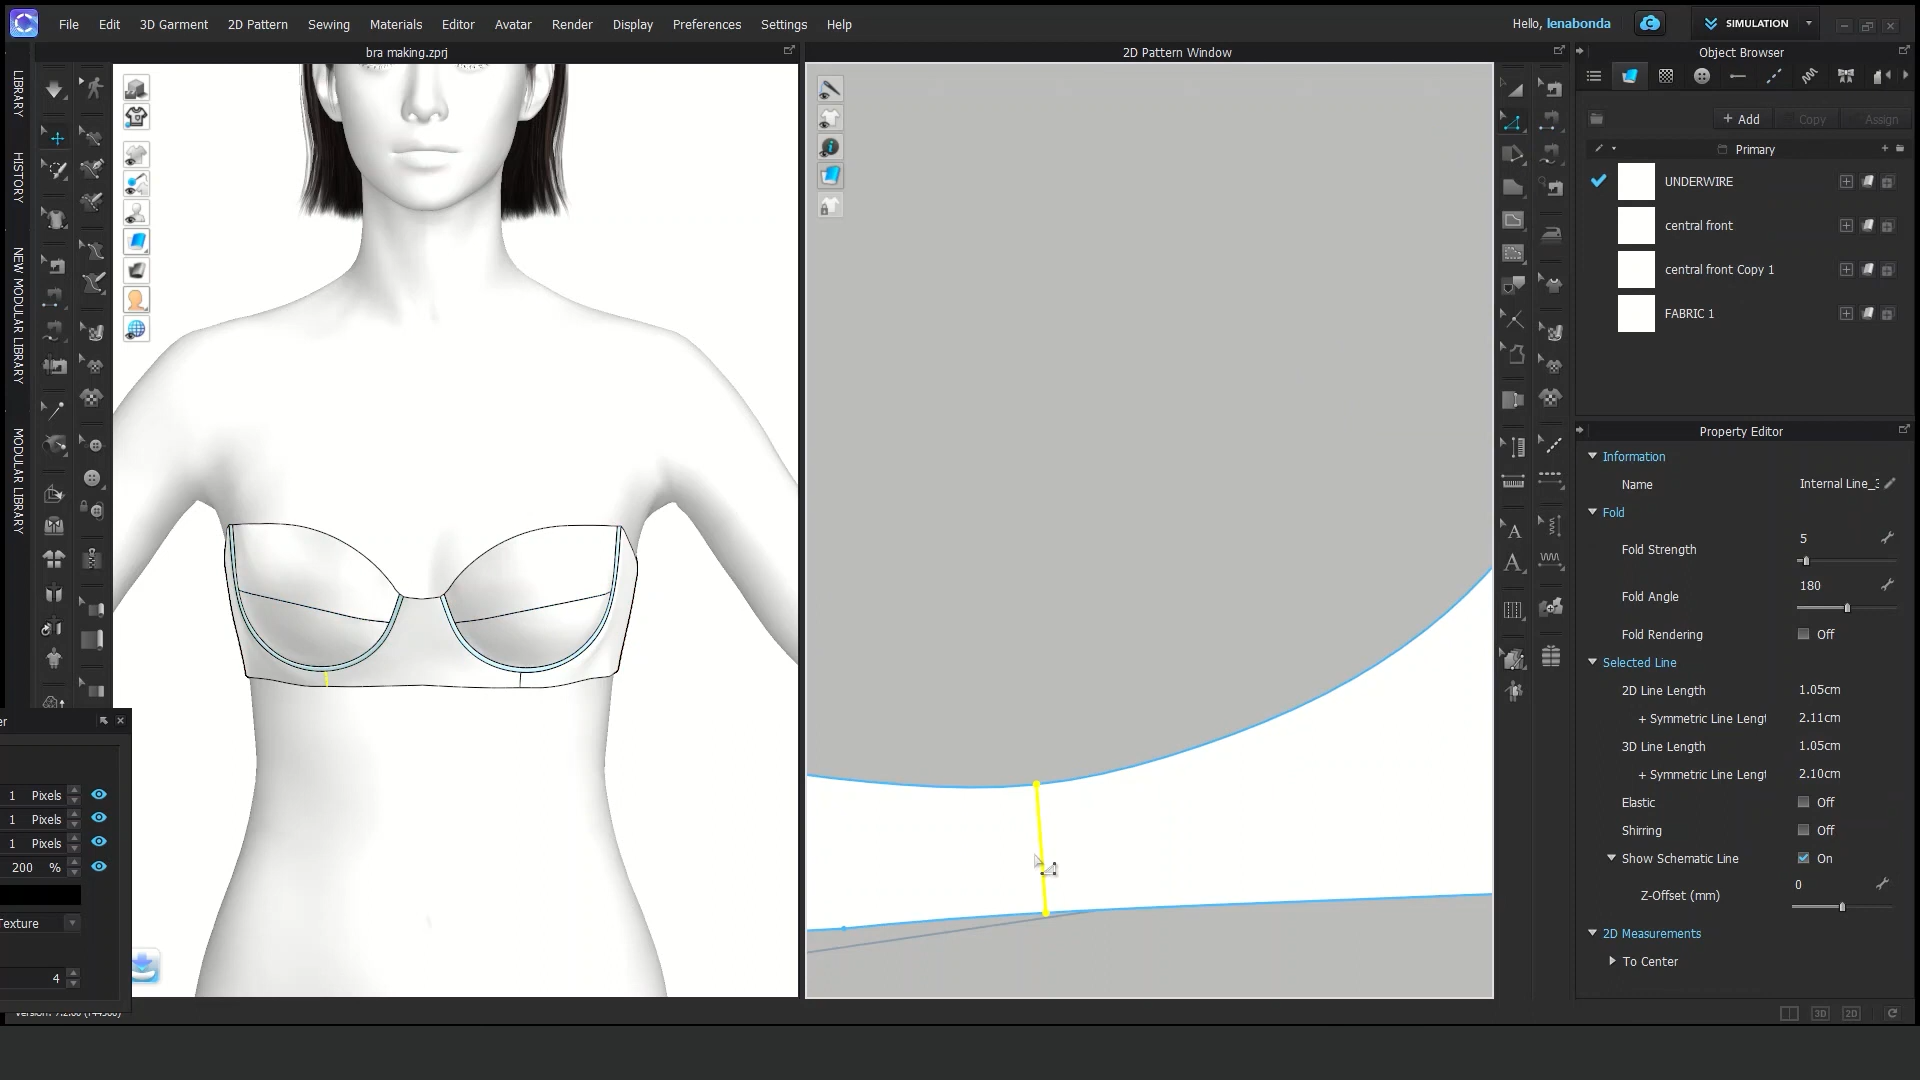 File Edit 3D Garment 2D Pattern Sewing Materials Editor Avatar Render Display Preferences Settings Help
Hello, lenabonda
SIMULATION
bra making.zprj
2D Pattern Window
Object Browser
LIBRARY
HISTORY
NEW MODULAR LIBRARY
MODULAR LIBRARY
+ Add Copy Assign
Primary
UNDERWIRE
central front
central front Copy 1
FABRIC 1
Property Editor
Information
Name Internal Line_3
Fold
Fold Strength 5
Fold Angle 180
Fold Rendering Off
Selected Line
2D Line Length 1.05cm
+ Symmetric Line Lengt 2.11cm
3D Line Length 1.05cm
+ Symmetric Line Lengt 2.10cm
Elastic Off
Shirring Off
Show Schematic Line On
Z-Offset (mm) 0
2D Measurements
To Center
er
1 Pixels
1 Pixels
1 Pixels
200 %
Texture
4
3D 2D